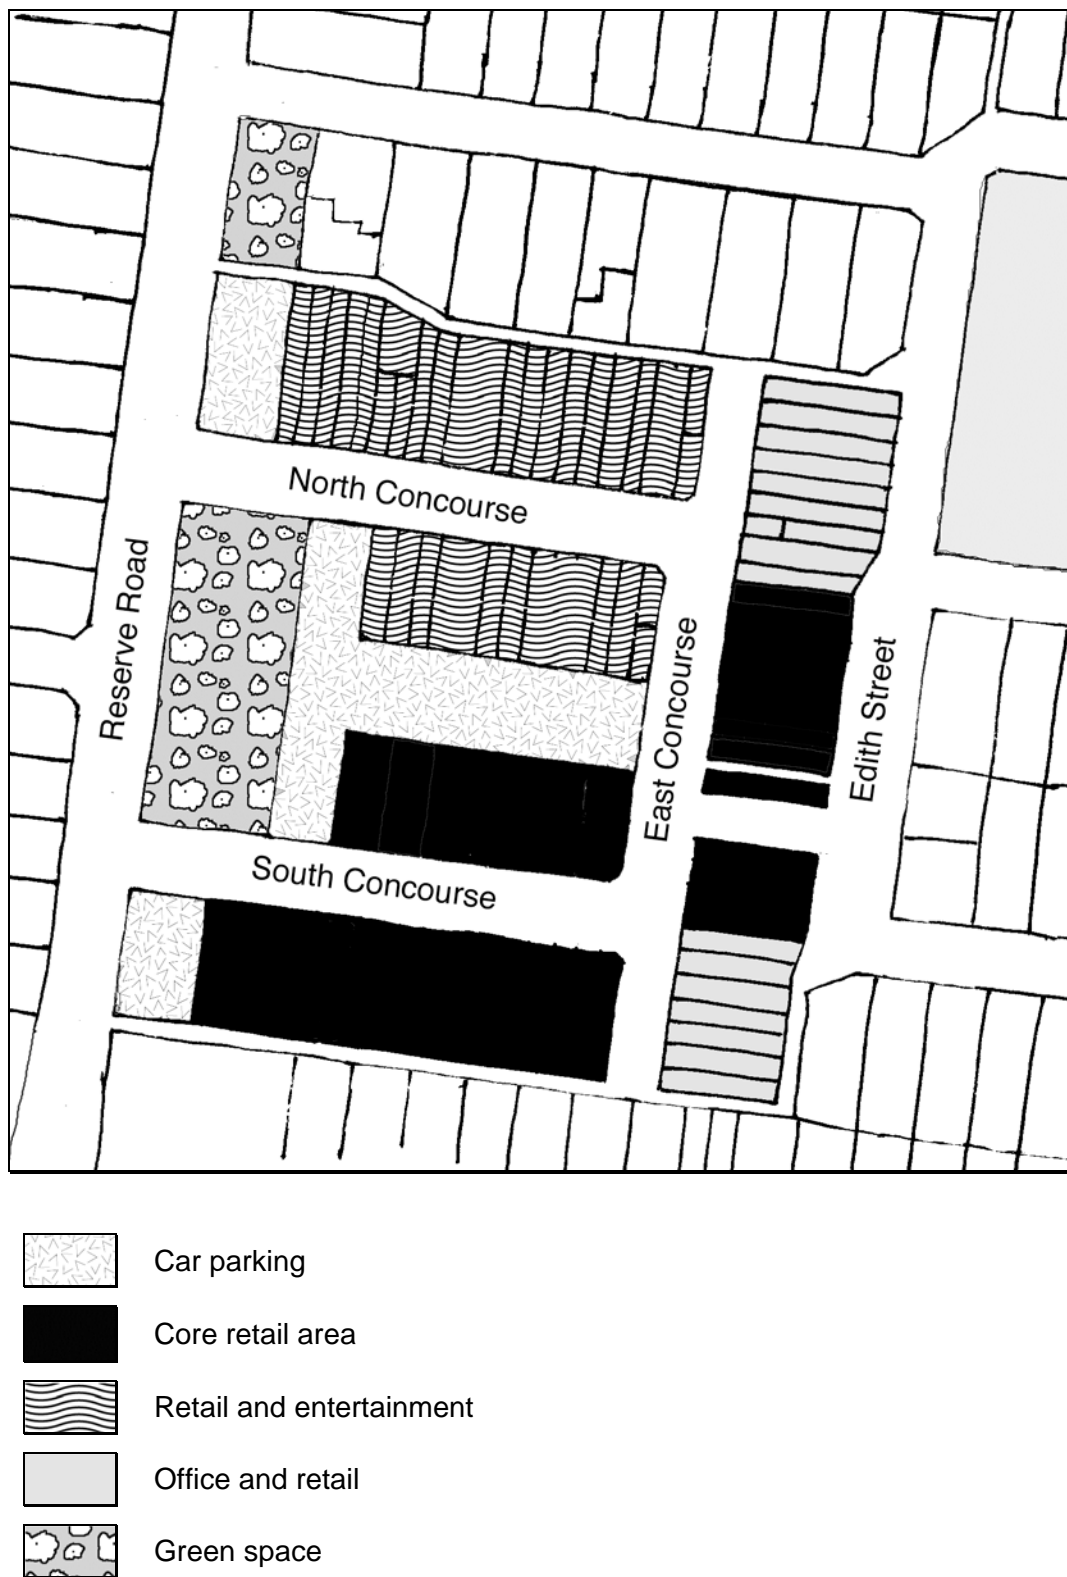 North Concourse
Reserve Road
East Concourse
Edith Street
South Concourse
Car parking
Core retail area
Retail and entertainment
Office and retail
Green space